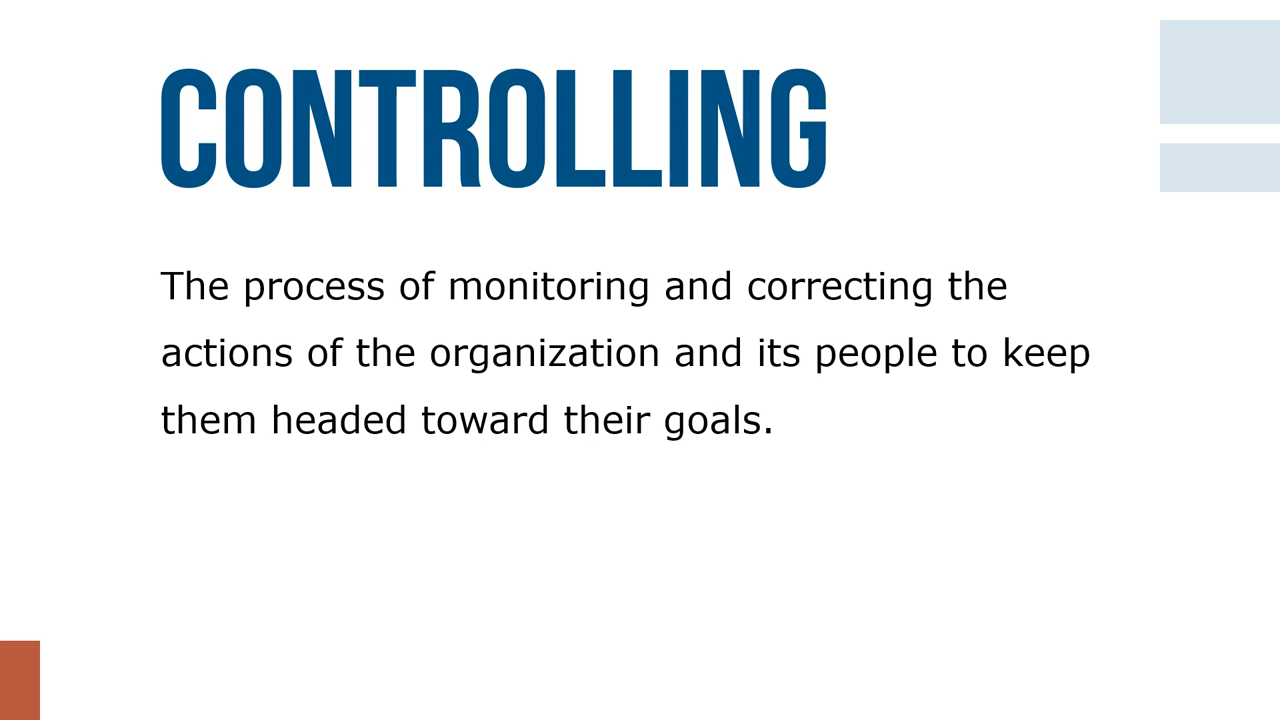 CONTROLLING
The process of monitoring and correcting the
actions of the organization and its people to keep
them headed toward their goals.